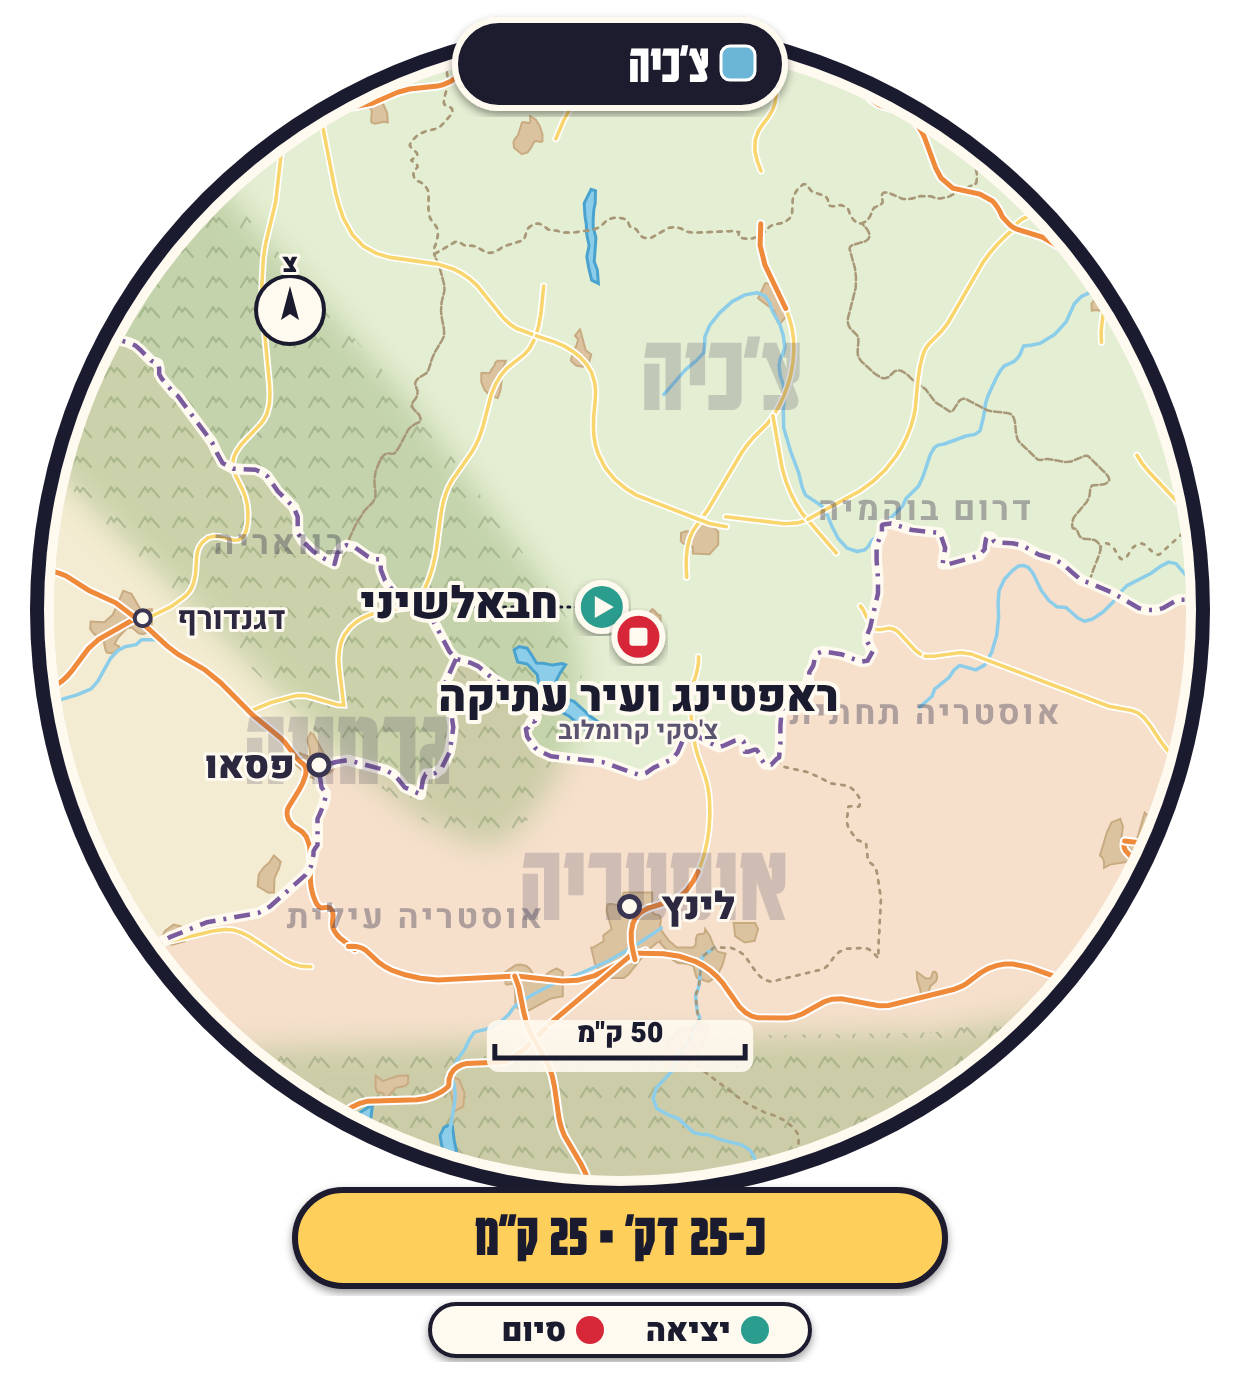 צ'כיה
צ
צ'כיה
דרום בוהמיה
בוואריה
חבאלשיני
דגנדורף
ראפטינג ועיר עתיקה
צ'סקי קרומלוב
אוסטריה תחתית
גרמניה
פסאו
אוסטריה
לינץ
אוסטריה עילית
50 ק"מ
כ-25 דק' ▪ 25 ק"מ
יציאה
סיום